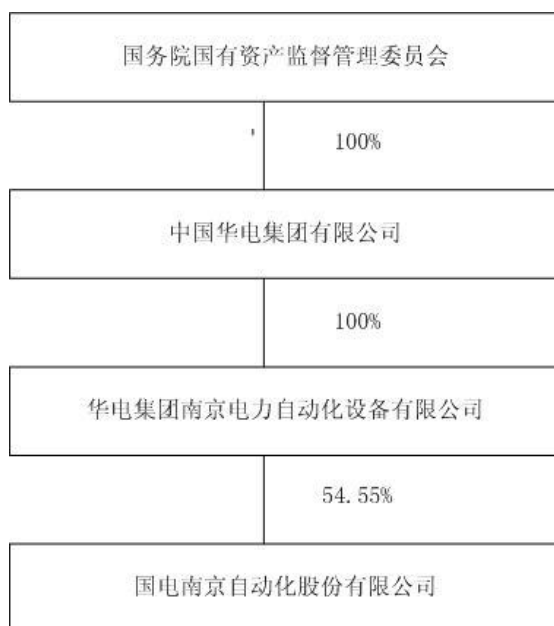 国务院国有资产监督管理委员会
100%
中国华电集团有限公司
100%
华电集团南京电力自动化设备有限公司
54.55%
国电南京自动化股份有限公司